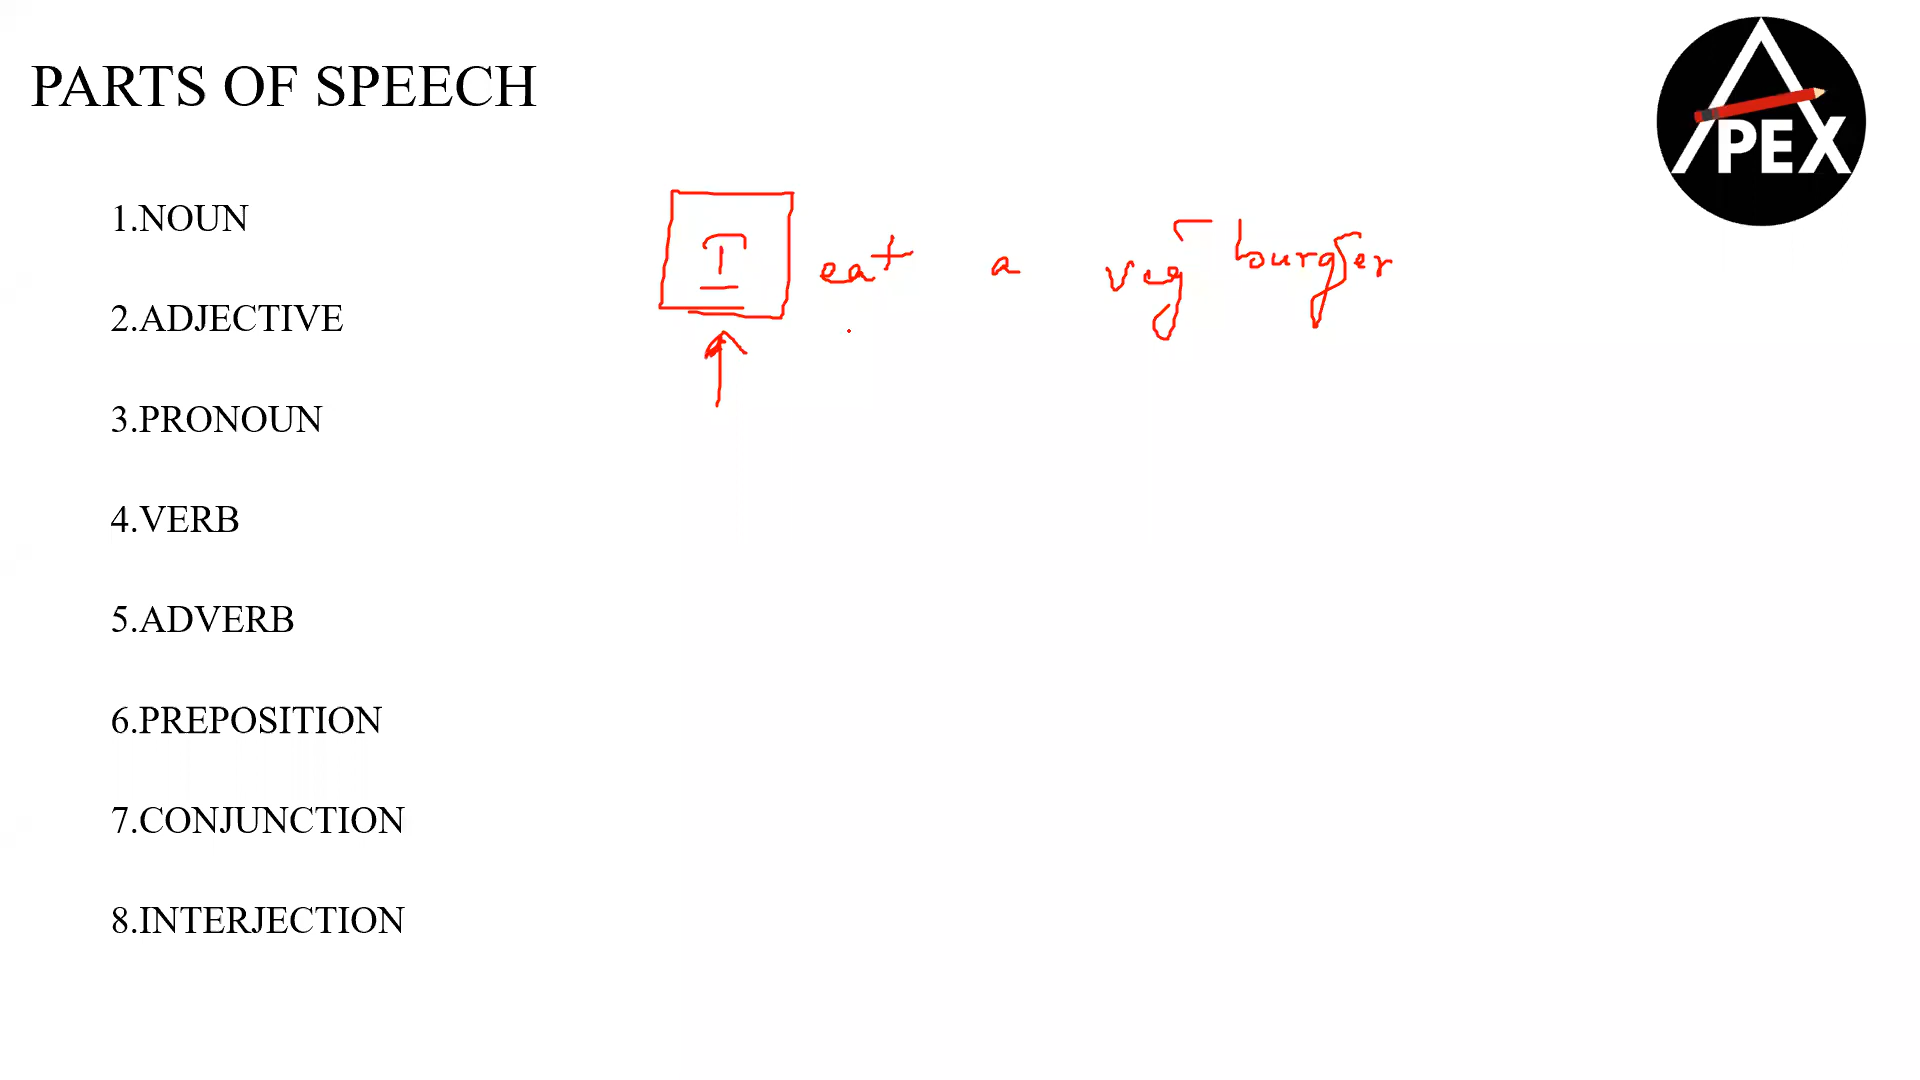 PARTS OF SPEECH
APEX
1.NOUN
I eat a veg burger
2.ADJECTIVE
3.PRONOUN
4.VERB
5.ADVERB
6.PREPOSITION
7.CONJUNCTION
8.INTERJECTION